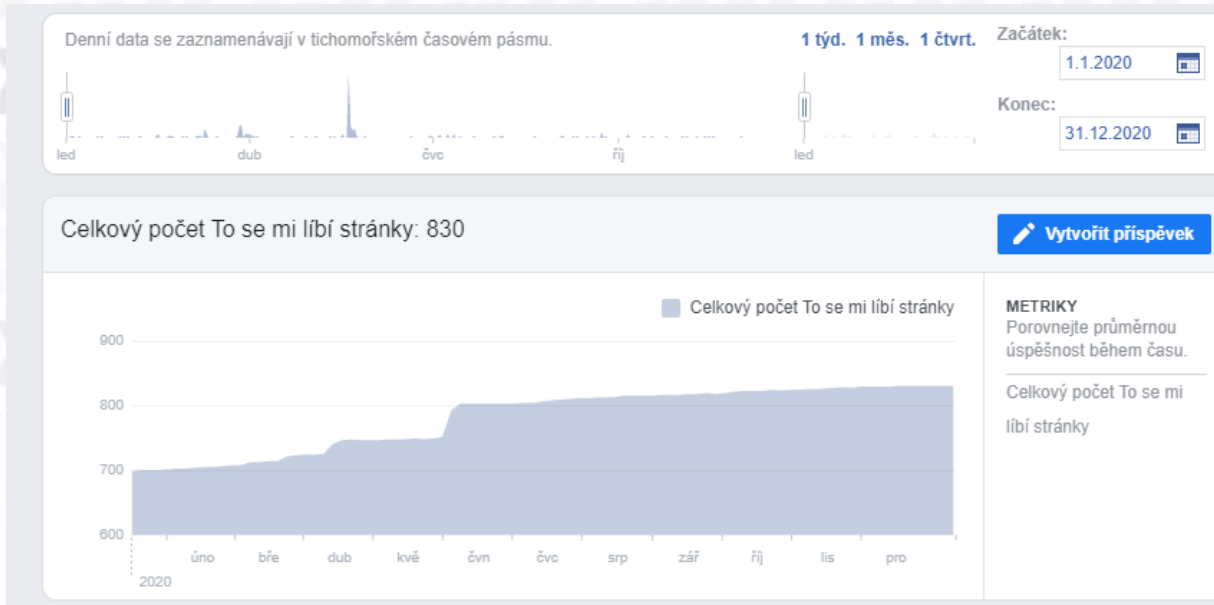 Denní data se zaznamenávají v tichomořském časovém pásmu.
1 týd. 1 měs. 1 čtvrt.
Začátek:
1.1.2020
Konec:
31.12.2020
led dub čvc říj led
Celkový počet To se mi líbí stránky: 830
Vytvořit příspěvek
Celkový počet To se mi líbí stránky
900
800
700
600
úno bře dub kvě čvn čvc srp zář říj lis pro
2020
METRIKY
Porovnejte průměrnou
úspěšnost během času.
Celkový počet To se mi
líbí stránky